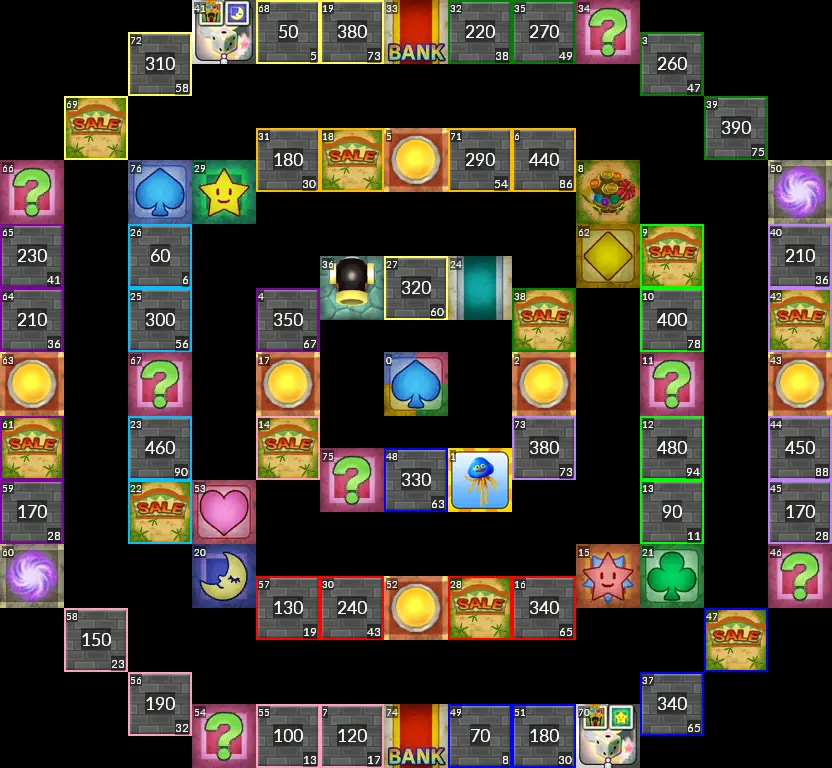 41 68 50 5 19 380 73 33 BANK 32 220 38 35 270 49 34 ?
72 310 58 3 260 47
69 SALE 39 390 75
31 180 30 18 SALE 5 71 290 54 6 440 86
66 ? 76 29 8 50
65 230 41 26 60 6 62 9 SALE 40 210 36
36 27 320 60 24
64 210 36 25 300 56 4 350 67 38 SALE 10 400 78 42 SALE
63 67 ? 17 0 2 11 ? 43
61 SALE 23 460 90 14 SALE 73 380 73 12 480 94 44 450 88
75 ? 48 330 63 1
59 170 28 22 SALE 53 13 90 11 45 170 28
60 20 15 21 46 ?
57 130 19 30 240 43 52 28 SALE 16 340 65
58 150 23 47 SALE
56 190 32 37 340 65
54 ? 55 100 13 7 120 17 74 BANK 49 70 8 51 180 30 70